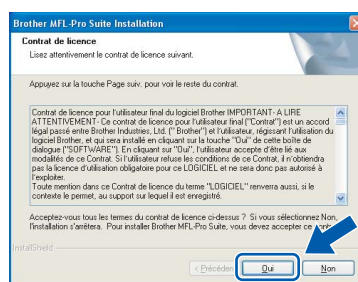 Brother MFL-Pro Suite Installation
Contrat de licence
Lisez attentivement le contrat de licence suivant.
Appuyez sur la touche Page suiv. pour voir le reste du contrat.
Contrat de licence pour l'utilisateur final du logiciel Brother IMPORTANT- A LIRE
ATTENTIVEMENT- Ce contrat de licence pour l'utilisateur final ("Contrat") est un accord
légal passé entre Brother Industries, Ltd. (" Brother") et l'utilisateur, régissant l'utilisation du
logiciel Brother, et qui sera installé en cliquant sur la touche "Oui" de cette boîte de
dialogue ("SOFTWARE"). En cliquant sur "Oui", l'utilisateur accepte d'être lié aux
modalités de ce Contrat. Si l'utilisateur refuse les conditions de ce Contrat, il n'obtiendra
pas la licence d'utilisation obligatoire pour ce LOGICIEL et ne sera donc pas autorisé à
l'exploiter.
Toute mention dans ce Contrat de licence du terme "LOGICIEL" renverra aussi, si le
contexte le permet, au support sur lequel il est enregistré.
Acceptez-vous tous les termes du contrat de licence ci-dessus ? Si vous sélectionnez Non,
l'installation s'arrêtera. Pour installer Brother MFL-Pro Suite, vous devez accepter ce
InstallShield
< Précéden
Oui
Non